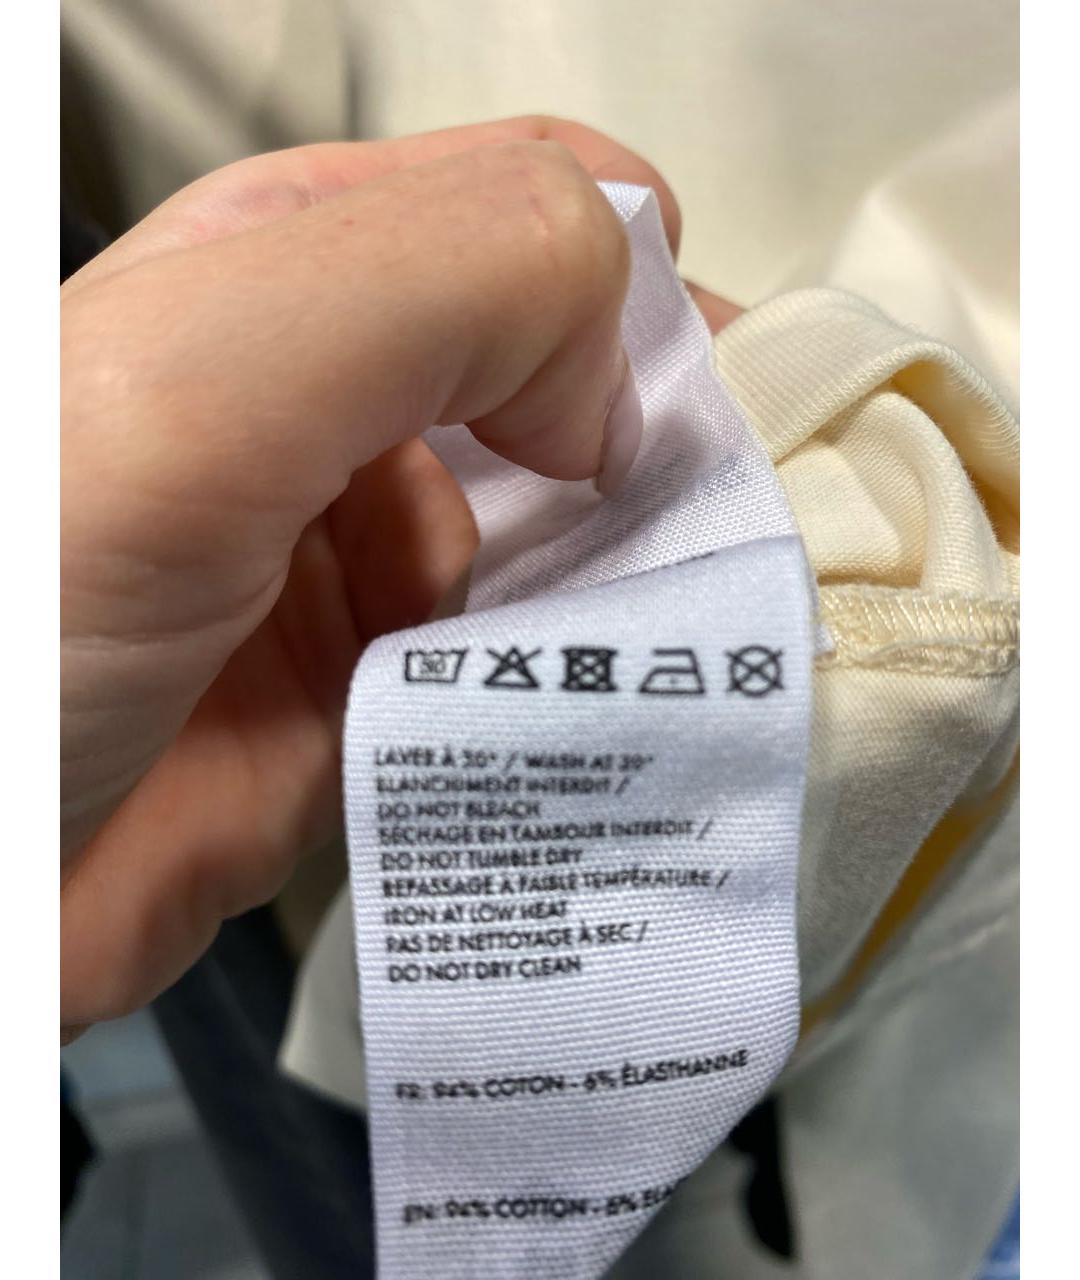 30
LAVER À 30° / WASH AT 30°
BLANCHIMENT INTERDIT /
DO NOT BLEACH
SÉCHAGE EN TAMBOUR INTERDIT /
DO NOT TUMBLE DRY
REPASSAGE À FAIBLE TEMPÉRATURE /
IRON AT LOW HEAT
PAS DE NETTOYAGE À SEC /
DO NOT DRY CLEAN
FR: 94% COTON - 6% ÉLASTHANNE
EN: 94% COTTON - 6% ELA